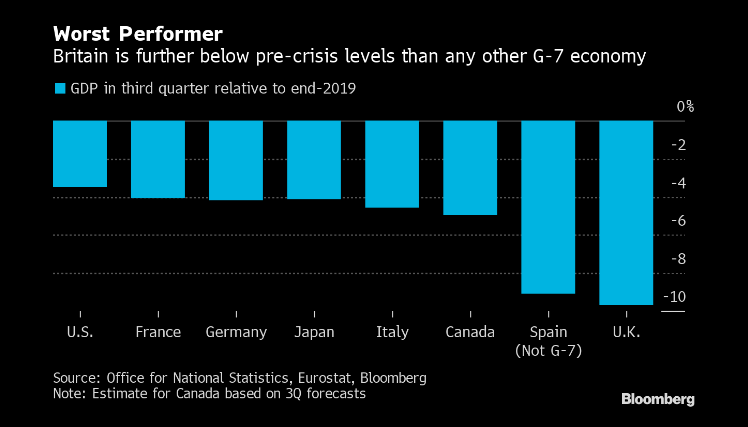 Worst Performer
Britain is further below pre-crisis levels than any other G-7 economy
GDP in third quarter relative to end-2019
0%
-2
-4
-6
-8
-10
U.S.
France
Germany
Japan
Italy
Canada
Spain
(Not G-7)
U.K.
Source: Office for National Statistics, Eurostat, Bloomberg
Note: Estimate for Canada based on 3Q forecasts
Bloomberg